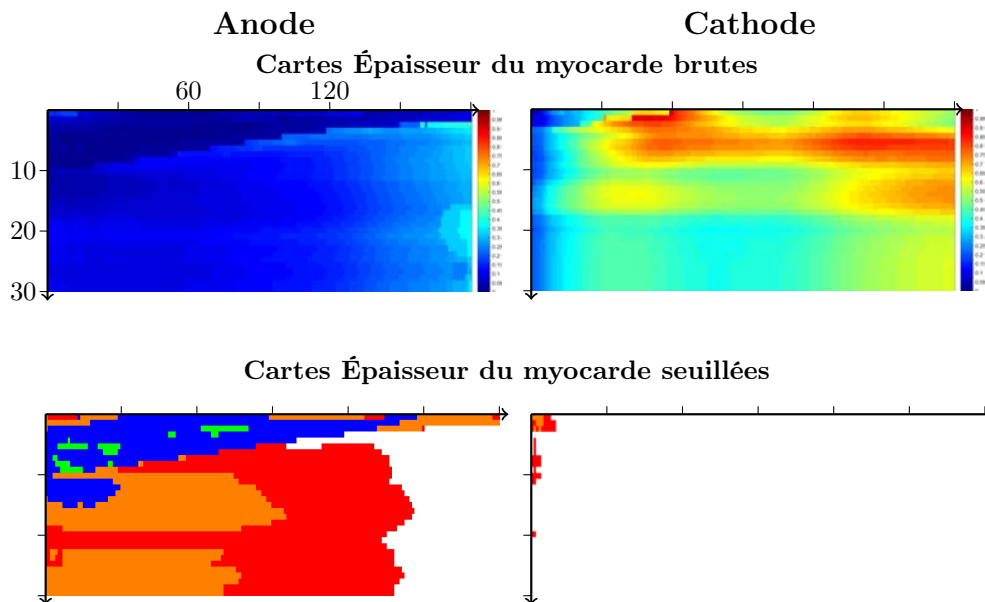 Anode Cathode
Cartes Épaisseur du myocarde brutes
60 120
10
20
30
Cartes Épaisseur du myocarde seuillées